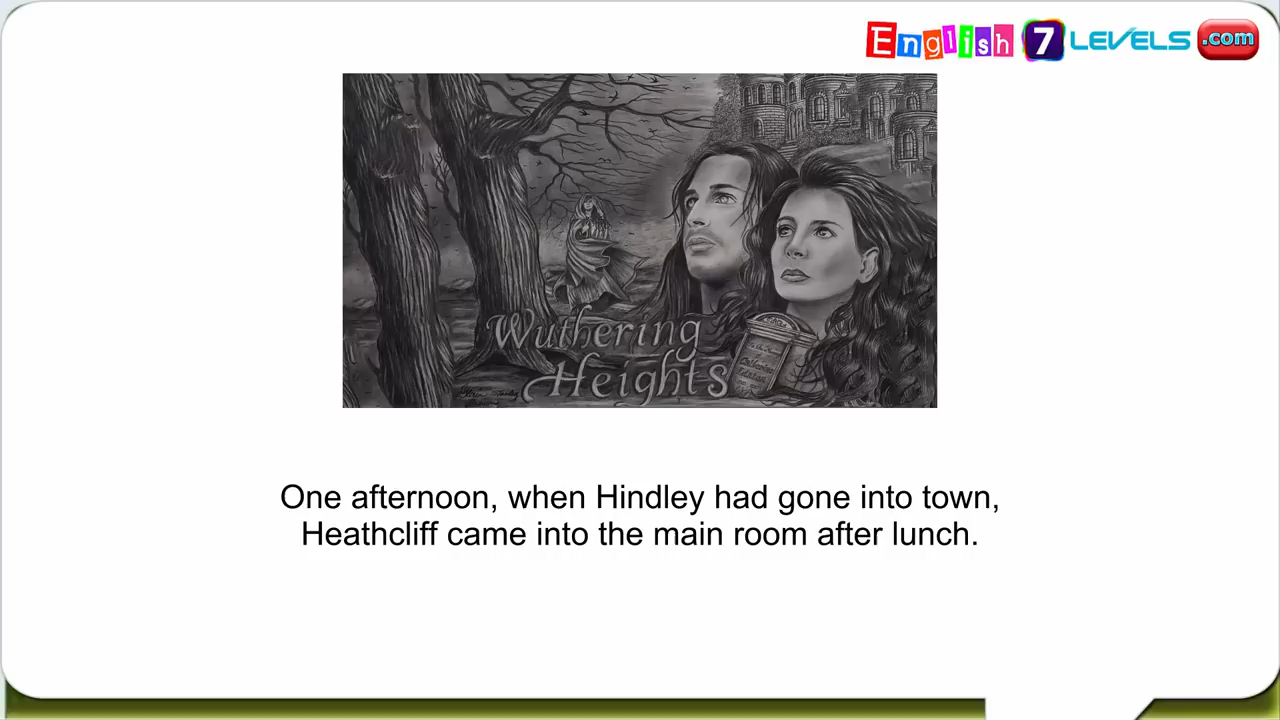 English 7 LEVELS .com
Wuthering
Heights
One afternoon, when Hindley had gone into town,
Heathcliff came into the main room after lunch.